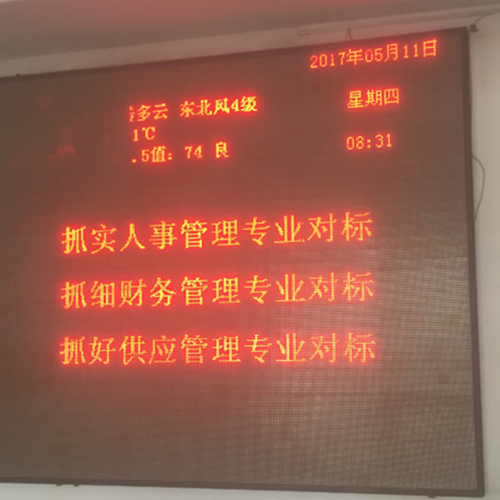 2017年05月11日
多云 东北风4级
星期四
1℃
.5值：74 良
08:31
抓实人事管理专业对标
抓细财务管理专业对标
抓好供应管理专业对标